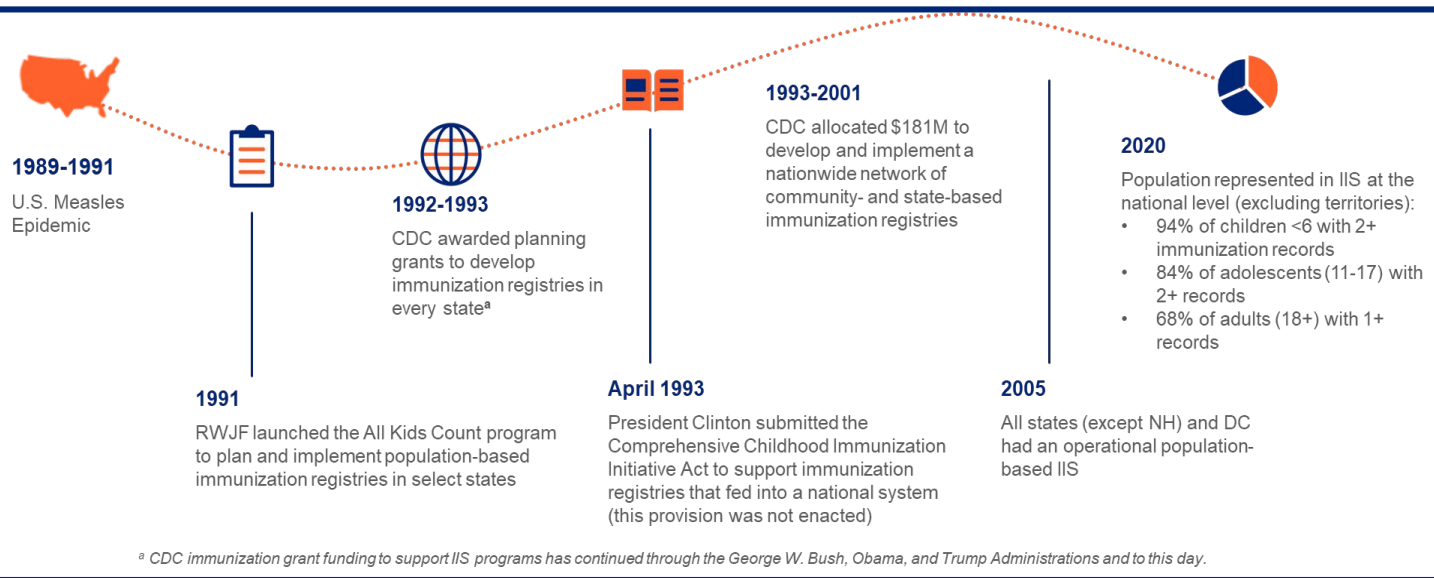 1989-1991
U.S. Measles
Epidemic
1991
RWJF launched the All Kids Count program
to plan and implement population-based
immunization registries in select states
1992-1993
CDC awarded planning
grants to develop
immunization registries in
every stateᵃ
April 1993
President Clinton submitted the
Comprehensive Childhood Immunization
Initiative Act to support immunization
registries that fed into a national system
(this provision was not enacted)
1993-2001
CDC allocated $181M to
develop and implement a
nationwide network of
community- and state-based
immunization registries
2005
All states (except NH) and DC
had an operational population-
based IIS
2020
Population represented in IIS at the
national level (excluding territories):
• 94% of children <6 with 2+
immunization records
• 84% of adolescents (11-17) with
2+ records
• 68% of adults (18+) with 1+
records
ᵃ CDC immunization grant funding to support IIS programs has continued through the George W. Bush, Obama, and Trump Administrations and to this day.